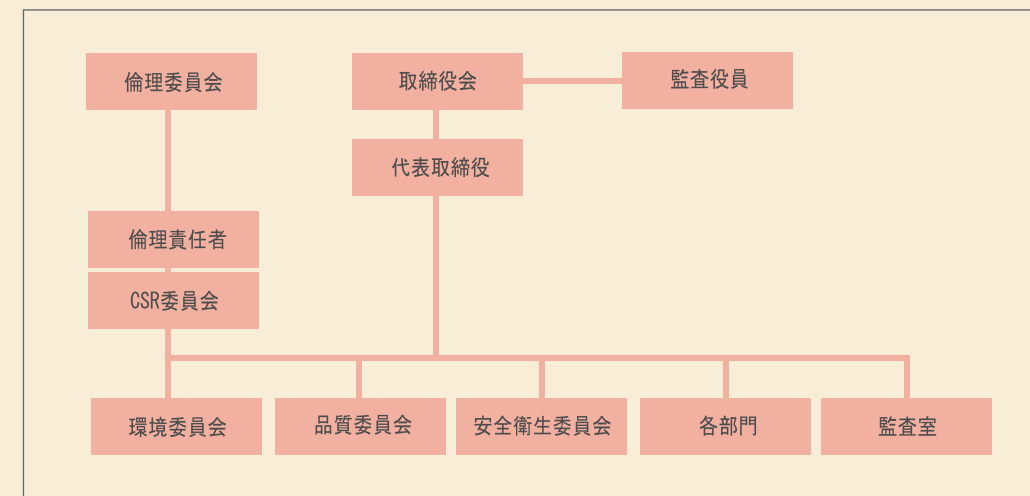 倫理委員会
取締役会
監査役員
代表取締役
倫理責任者
CSR委員会
環境委員会
品質委員会
安全衛生委員会
各部門
監査室